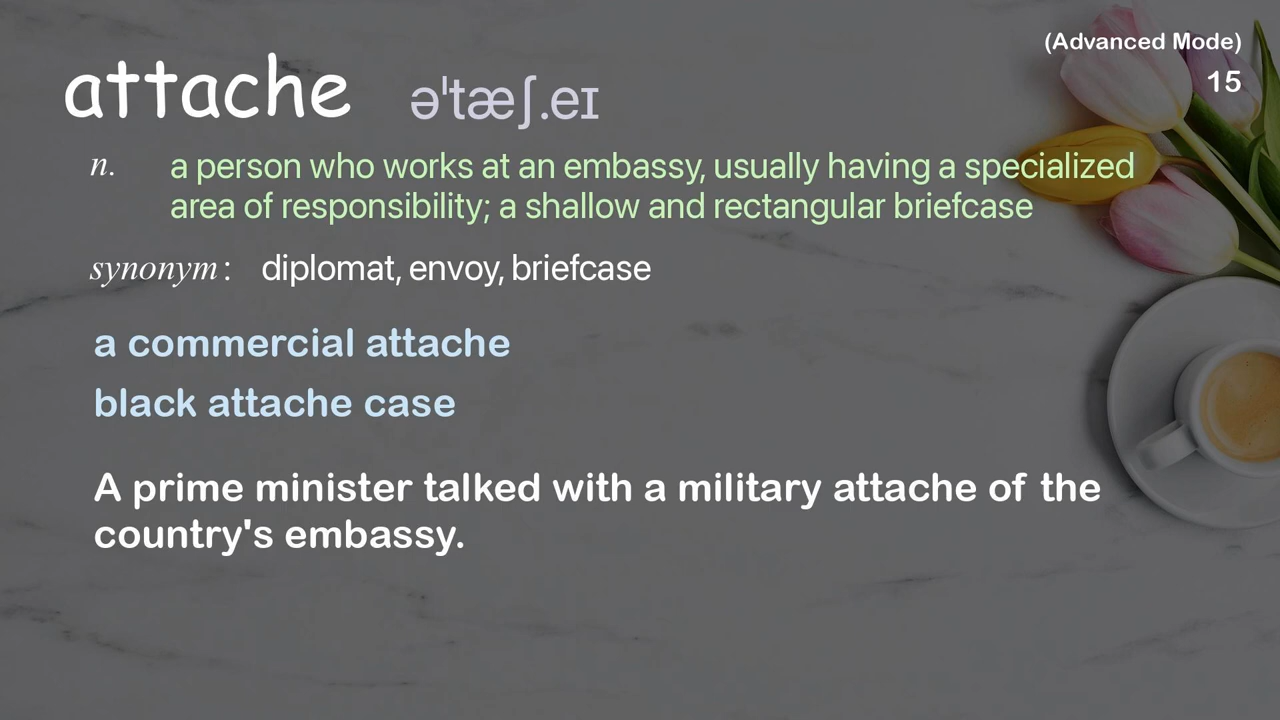 (Advanced Mode)
15
attache əˈtæʃ.eɪ
n. a person who works at an embassy, usually having a specialized
area of responsibility; a shallow and rectangular briefcase
synonym: diplomat, envoy, briefcase
a commercial attache
black attache case
A prime minister talked with a military attache of the
country's embassy.